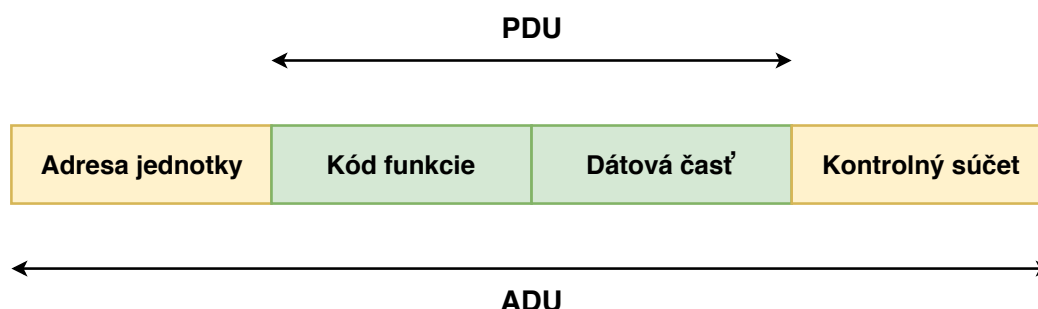 PDU
Adresa jednotky Kód funkcie Dátová časť Kontrolný súčet
ADU